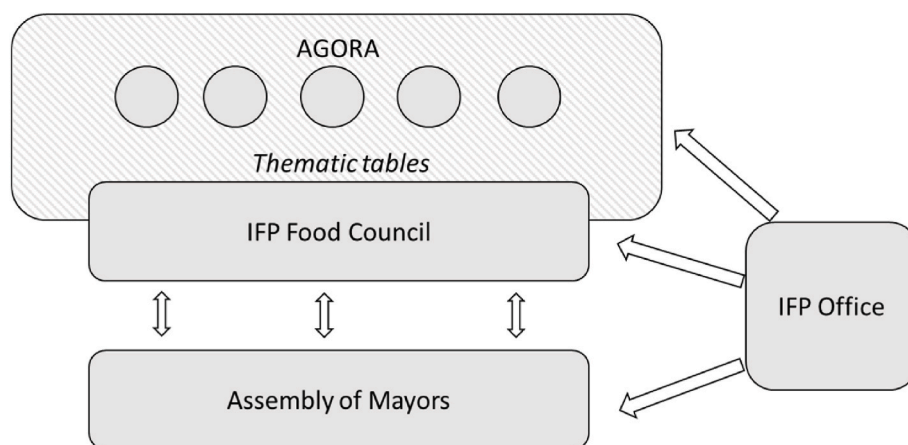 AGORA
Thematic tables
IFP Food Council
IFP Office
Assembly of Mayors